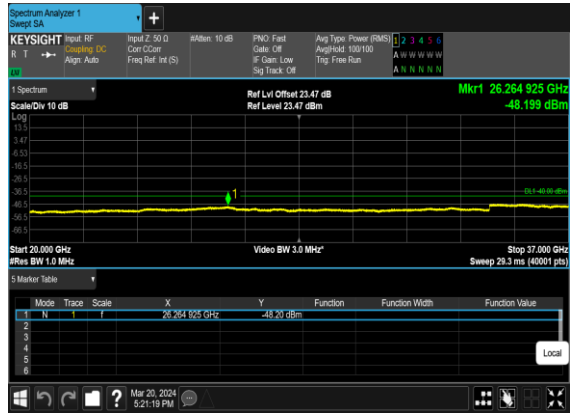 Spectrum Analyzer 1
Swept SA
+
KEYSIGHT Input: RF Input Z: 50 Ω #Atten: 10 dB PNO: Fast Avg Type: Power (RMS) 1 2 3 4 5 6
R T Coupling: DC Corr CCorr Gate: Off Avg|Hold: 100/100 A W W W W W
Align: Auto Freq Ref: Int (S) IF Gain: Low Trig: Free Run
Sig Track: Off A N N N N N
1 Spectrum Ref Lvl Offset 23.47 dB Mkr1 26.264 925 GHz
Scale/Div 10 dB Ref Level 23.47 dBm -48.199 dBm
Log
13.5
3.47
-6.53
-16.5
-26.5
-36.5 1 DL1 -40.00 dBm
-46.5
-56.5
-66.5
Start 20.000 GHz Video BW 3.0 MHz* Stop 37.000 GHz
#Res BW 1.0 MHz Sweep 29.3 ms (40001 pts)
5 Marker Table
Mode Trace Scale X Y Function Function Width Function Value
1 N 1 f 26.264 925 GHz -48.20 dBm
2
3
4
5
6
Local
? Mar 20, 2024
5:21:19 PM